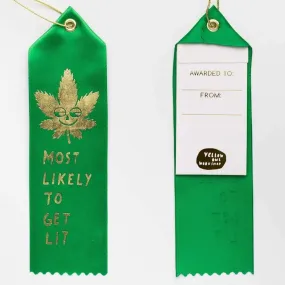 MOST
LIKELY
TO
GET
LIT
AWARDED TO:
FROM:
YELLOW
OWL
WORKSHOP